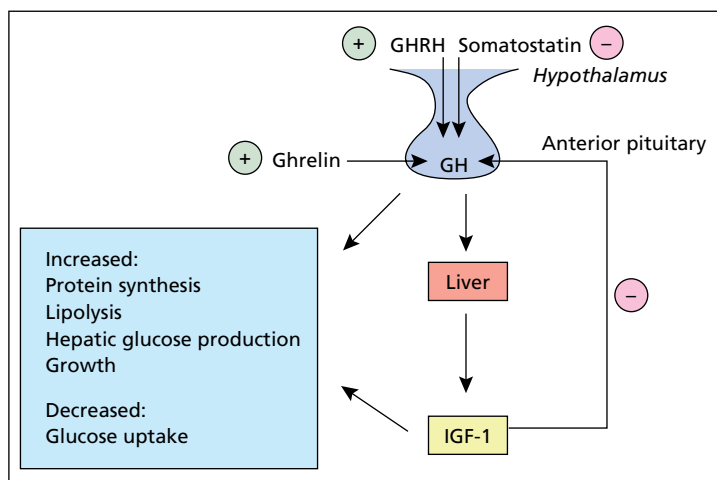 + GHRH Somatostatin −
Hypothalamus
Anterior pituitary
+ Ghrelin
GH
Increased:
Protein synthesis
Lipolysis
Hepatic glucose production
Growth
Decreased:
Glucose uptake
Liver
−
IGF-1